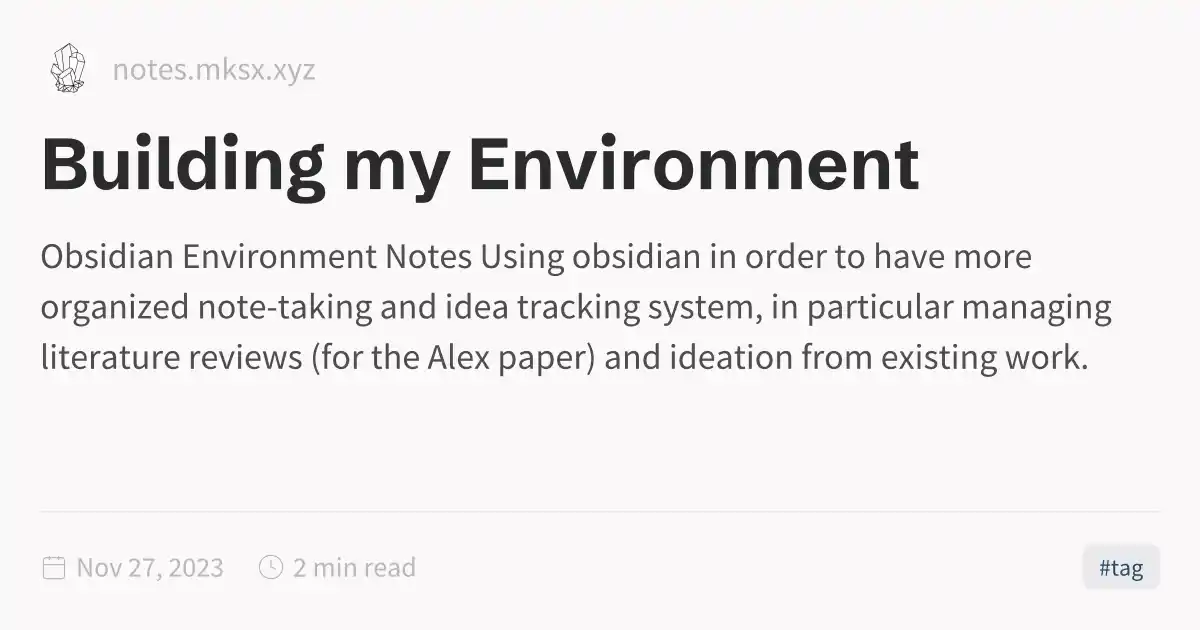 notes.mksx.xyz
Building my Environment
Obsidian Environment Notes Using obsidian in order to have more
organized note-taking and idea tracking system, in particular managing
literature reviews (for the Alex paper) and ideation from existing work.
Nov 27, 2023 2 min read #tag